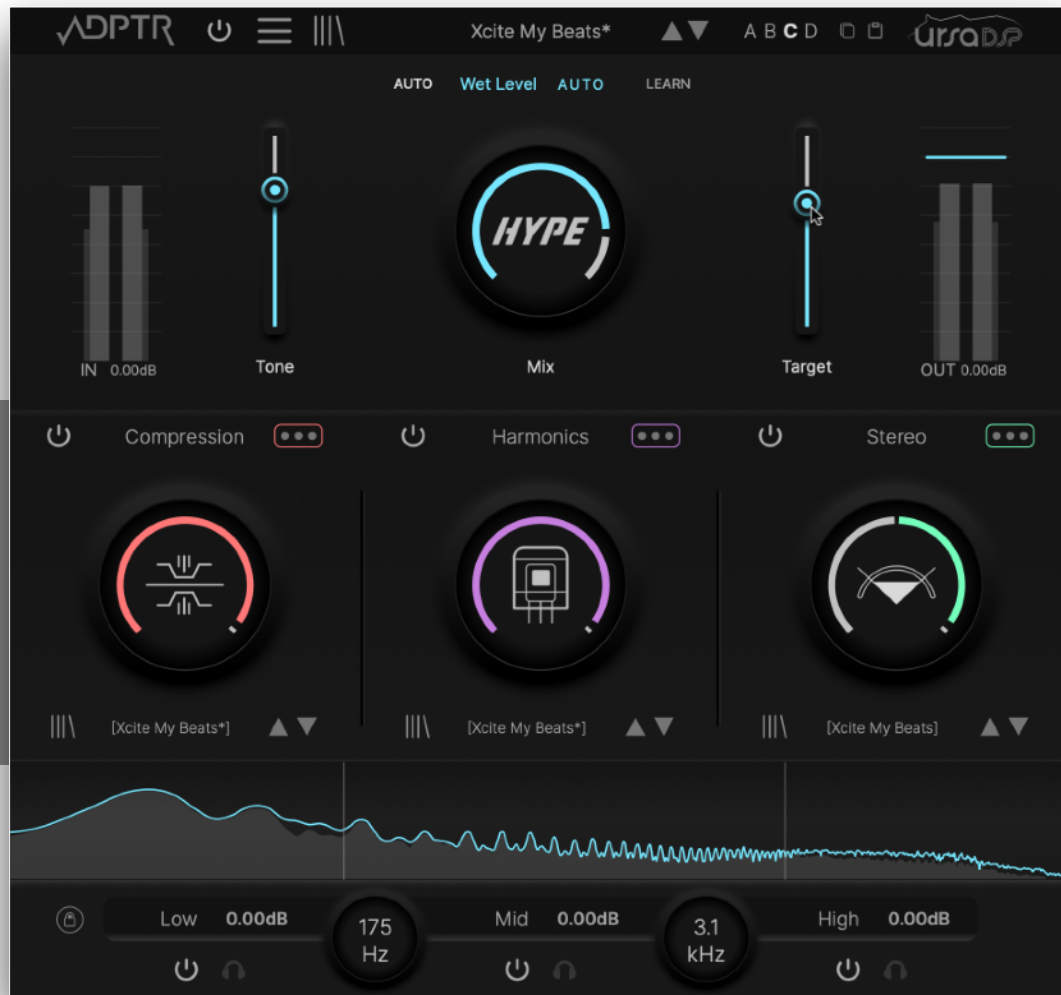 ADPTR Xcite My Beats* A B C D ursa DSP
AUTO Wet Level AUTO LEARN
HYPE
IN 0.00dB Tone Mix Target OUT 0.00dB
Compression Harmonics Stereo
[Xcite My Beats*] [Xcite My Beats*] [Xcite My Beats]
Low 0.00dB 175 Hz Mid 0.00dB 3.1 kHz High 0.00dB